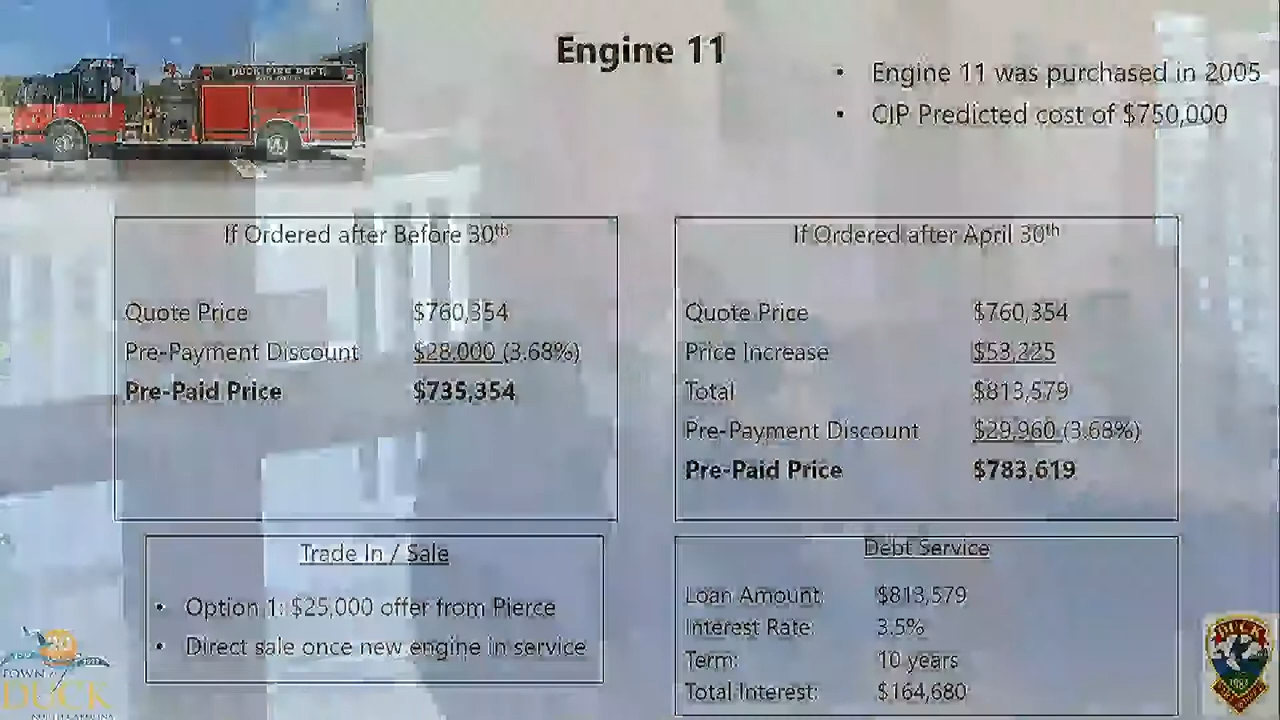 DUCK FIRE DEPT.
Engine 11
• Engine 11 was purchased in 2005
• CIP Predicted cost of $750,000
If Ordered after Before 30th
Quote Price $760,354
Pre-Payment Discount $28,000 (3.68%)
Pre-Paid Price $735,354
If Ordered after April 30th
Quote Price $760,354
Price Increase $53,225
Total $813,579
Pre-Payment Discount $29,960 (3.68%)
Pre-Paid Price $783,619
Trade In / Sale
• Option 1: $25,000 offer from Pierce
• Direct sale once new engine in service
Debt Service
Loan Amount: $813,579
Interest Rate: 3.5%
Term: 10 years
Total Interest: $164,680
20
TOWN of
DUCK
NORTH CAROLINA
DUCK
1982